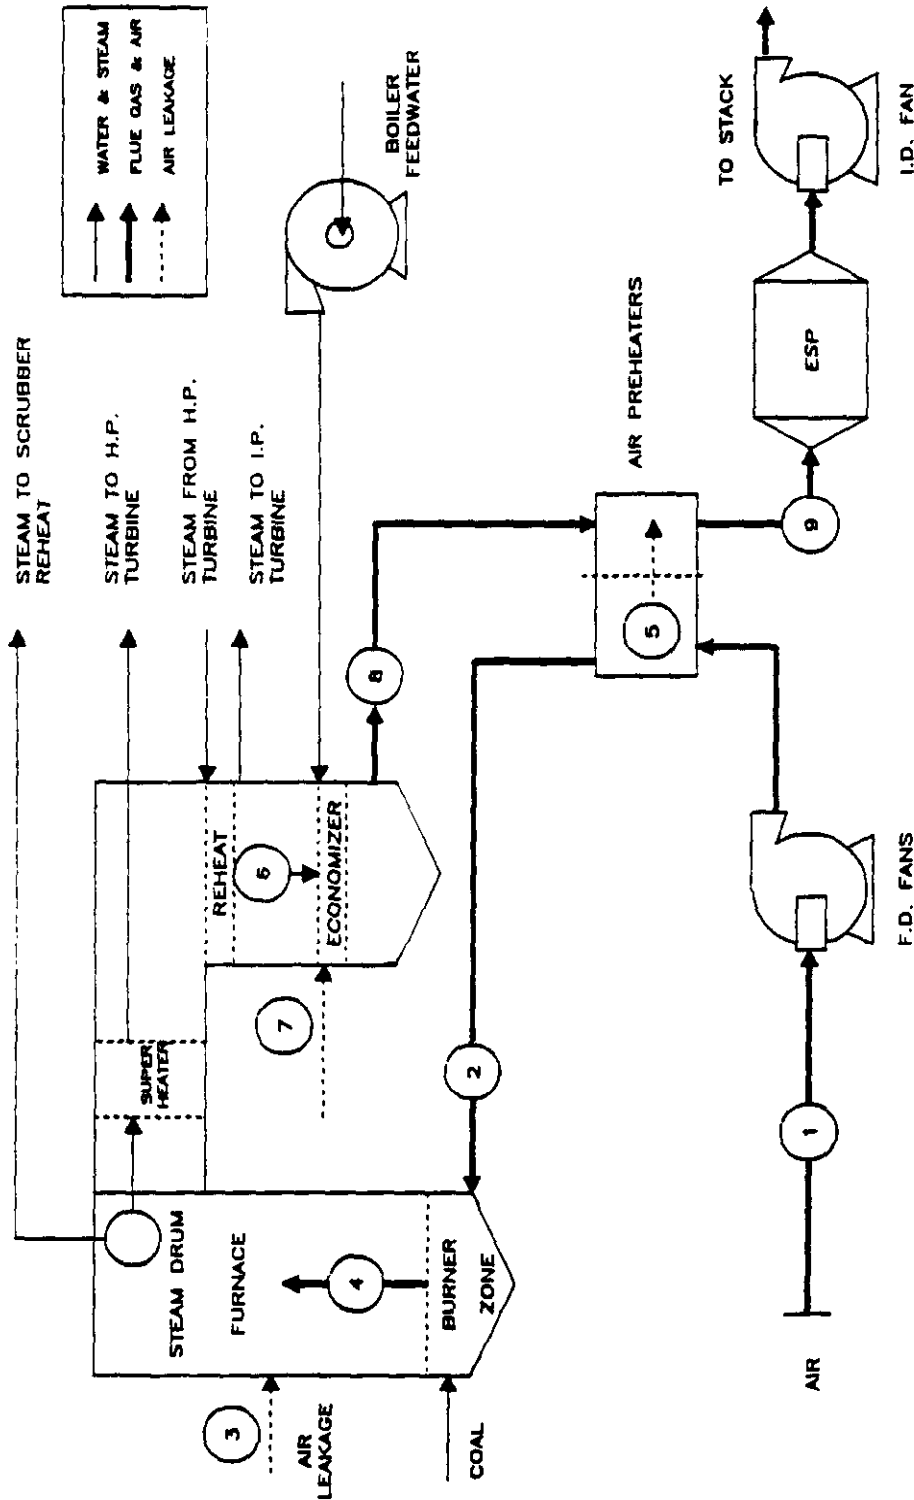 STEAM TO SCRUBBER
REHEAT
WATER & STEAM
FLUE GAS & AIR
AIR LEAKAGE
STEAM TO H.P.
TURBINE
STEAM FROM H.P.
TURBINE
STEAM TO I.P.
TURBINE
SUPER
HEATER
STEAM DRUM
FURNACE
REHEAT
6
ECONOMIZER
7
3
AIR
LEAKAGE
4
BURNER
ZONE
COAL
BOILER
FEEDWATER
8
2
AIR PREHEATERS
5
TO STACK
AIR
1
9
ESP
F.D. FANS
I.D. FAN